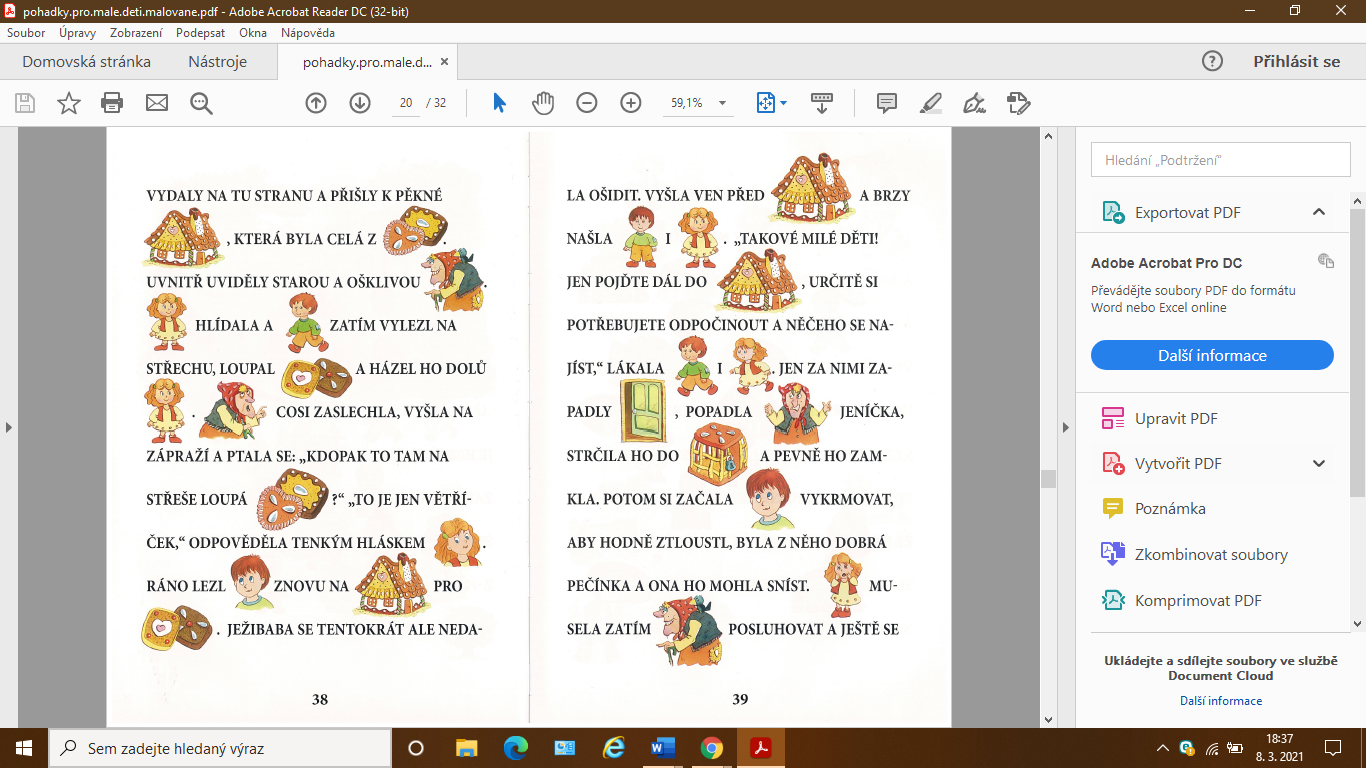 pohadky.pro.male.deti.malovane.pdf - Adobe Acrobat Reader DC (32-bit)
Soubor Úpravy Zobrazení Podepsat Okna Nápověda
Domovská stránka Nástroje pohadky.pro.male.d... × Přihlásit se
20 / 32 59,1%
VYDALY NA TU STRANU A PŘIŠLY K PĚKNÉ
, KTERÁ BYLA CELÁ Z .
UVNITŘ UVIDĚLY STAROU A OŠKLIVOU .
HLÍDALA A ZATÍM VYLEZL NA
STŘECHU, LOUPAL A HÁZEL HO DOLŮ
. COSI ZASLECHLA, VYŠLA NA
ZÁPRAŽÍ A PTALA SE: „KDOPAK TO TAM NA
STŘEŠE LOUPÁ ?“ „TO JE JEN VĚTŘÍ-
ČEK,“ ODPOVĚDĚLA TENKÝM HLÁSKEM .
RÁNO LEZL ZNOVU NA PRO
. JEŽIBABA SE TENTOKRÁT ALE NEDA-
38
LA OŠIDIT. VYŠLA VEN PŘED A BRZY
NAŠLA I . „TAKOVÉ MILÉ DĚTI!
JEN POJĎTE DÁL DO , URČITĚ SI
POTŘEBUJETE ODPOČINOUT A NĚČEHO SE NA-
JÍST,“ LÁKALA I . JEN ZA NIMI ZA-
PADLY , POPADLA JENÍČKA,
STRČILA HO DO A PEVNĚ HO ZAM-
KLA. POTOM SI ZAČALA VYKRMOVAT,
ABY HODNĚ ZTLOUSTL, BYLA Z NĚHO DOBRÁ
PEČÍNKA A ONA HO MOHLA SNÍST. MU-
SELA ZATÍM POSLUHOVAT A JEŠTĚ SE
39
Hledání „Podtržení"
Exportovat PDF
Adobe Acrobat Pro DC
Převádějte soubory PDF do formátu
Word nebo Excel online
Další informace
Upravit PDF
Vytvořit PDF
Poznámka
Zkombinovat soubory
Komprimovat PDF
Ukládejte a sdílejte soubory ve službě
Document Cloud
Další informace
Sem zadejte hledaný výraz
18:37
8. 3. 2021